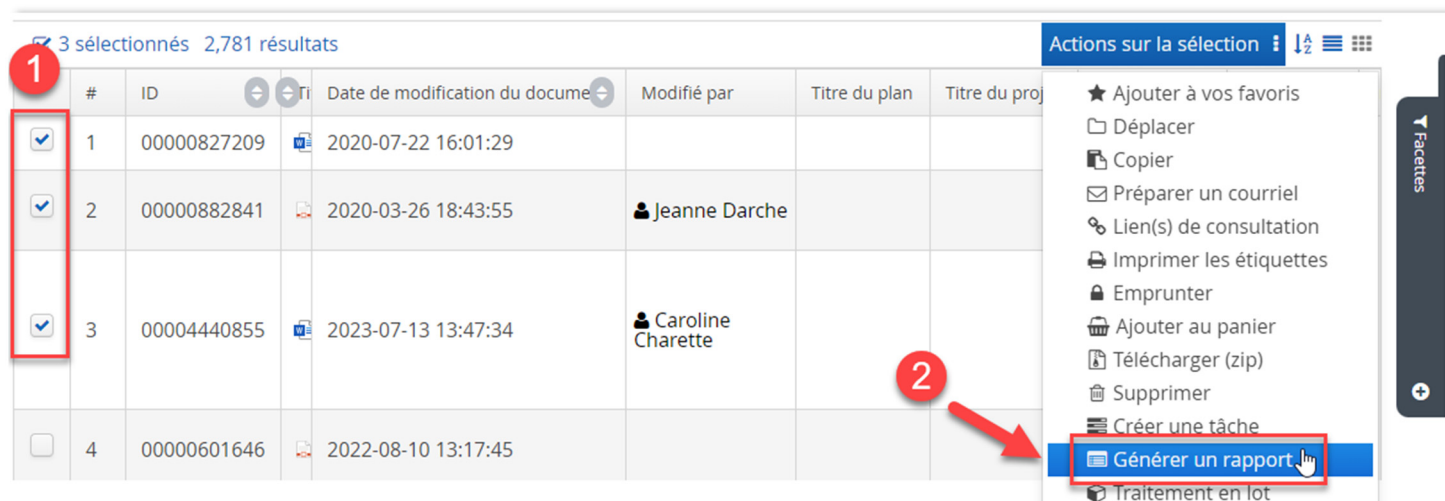 3 sélectionnés 2,781 résultats
Actions sur la sélection
1
# ID Ti Date de modification du docume Modifié par Titre du plan Titre du proj
1 00000827209 2020-07-22 16:01:29
2 00000882841 2020-03-26 18:43:55 Jeanne Darche
3 00004440855 2023-07-13 13:47:34 Caroline
Charette
4 00000601646 2022-08-10 13:17:45
Ajouter à vos favoris
Déplacer
Copier
Préparer un courriel
Lien(s) de consultation
Imprimer les étiquettes
Emprunter
Ajouter au panier
Télécharger (zip)
Supprimer
Créer une tâche
2
Générer un rapport
Traitement en lot
Facettes